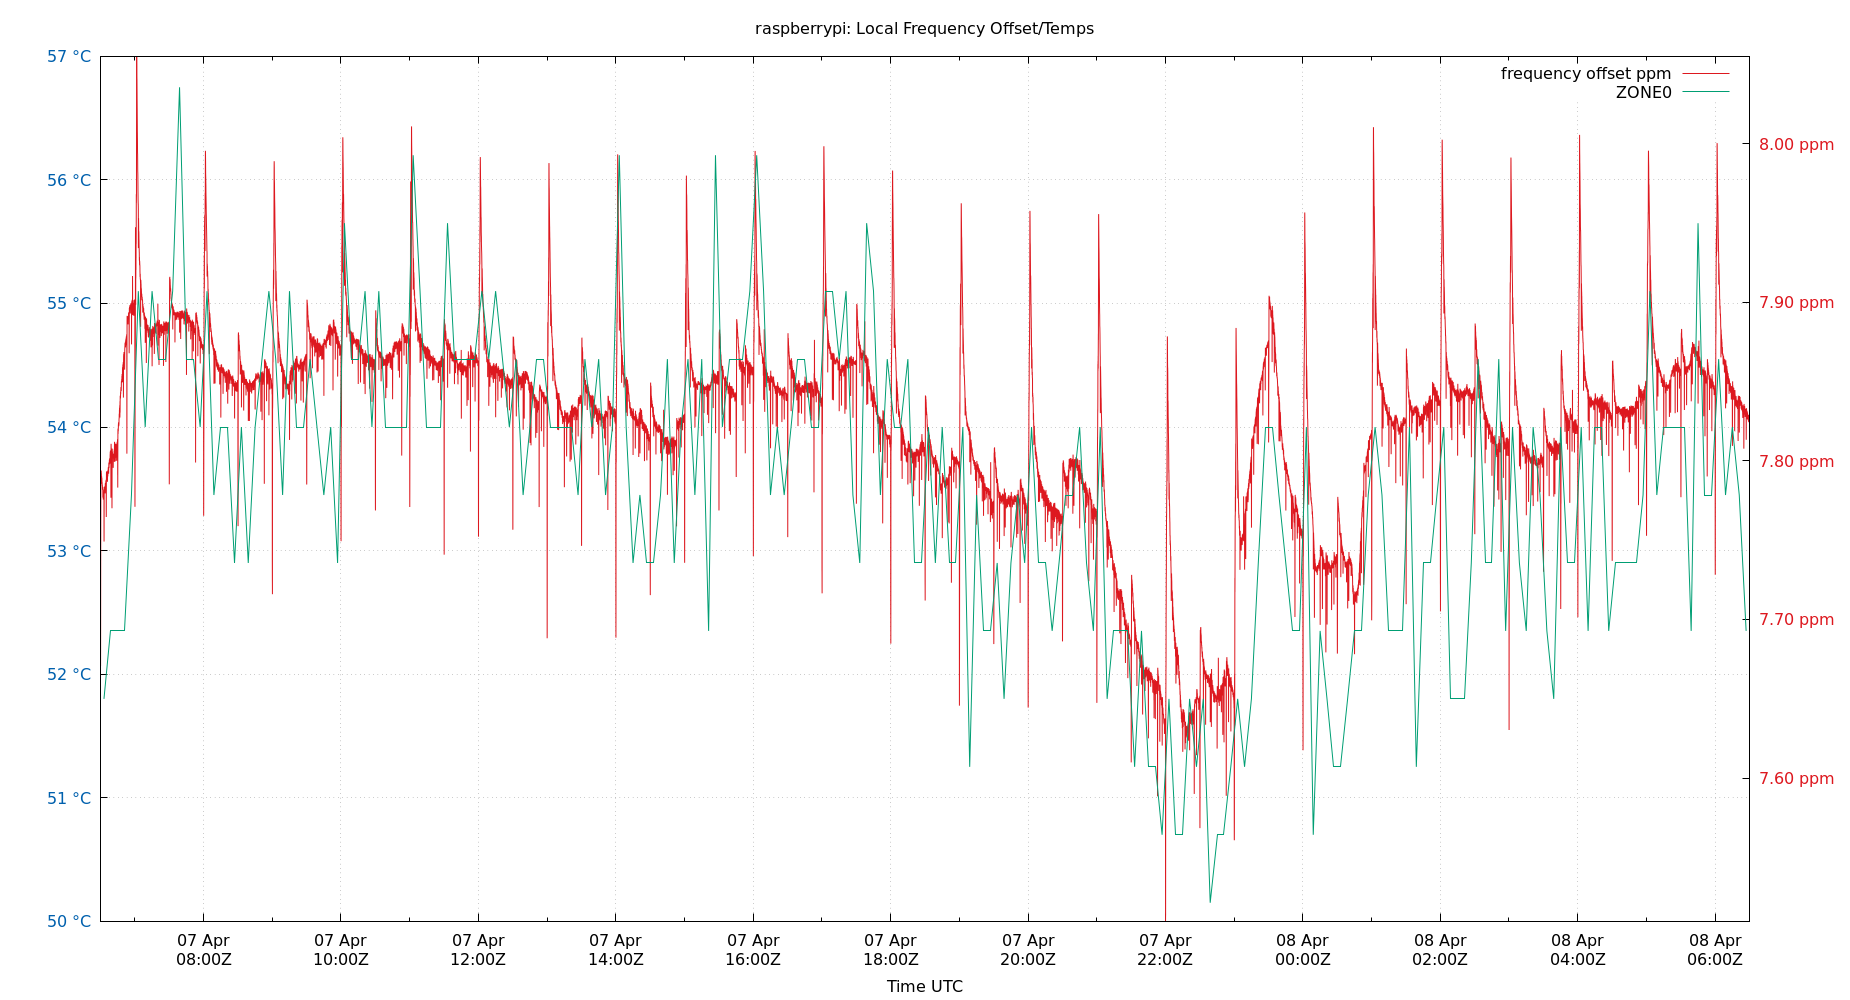 raspberrypi: Local Frequency Offset/Temps
57 °C
56 °C
55 °C
54 °C
53 °C
52 °C
51 °C
50 °C
frequency offset ppm
ZONE0
8.00 ppm
7.90 ppm
7.80 ppm
7.70 ppm
7.60 ppm
07 Apr 07 Apr 07 Apr 07 Apr 07 Apr 07 Apr 07 Apr 07 Apr 08 Apr 08 Apr 08 Apr 08 Apr
08:00Z 10:00Z 12:00Z 14:00Z 16:00Z 18:00Z 20:00Z 22:00Z 00:00Z 02:00Z 04:00Z 06:00Z
Time UTC